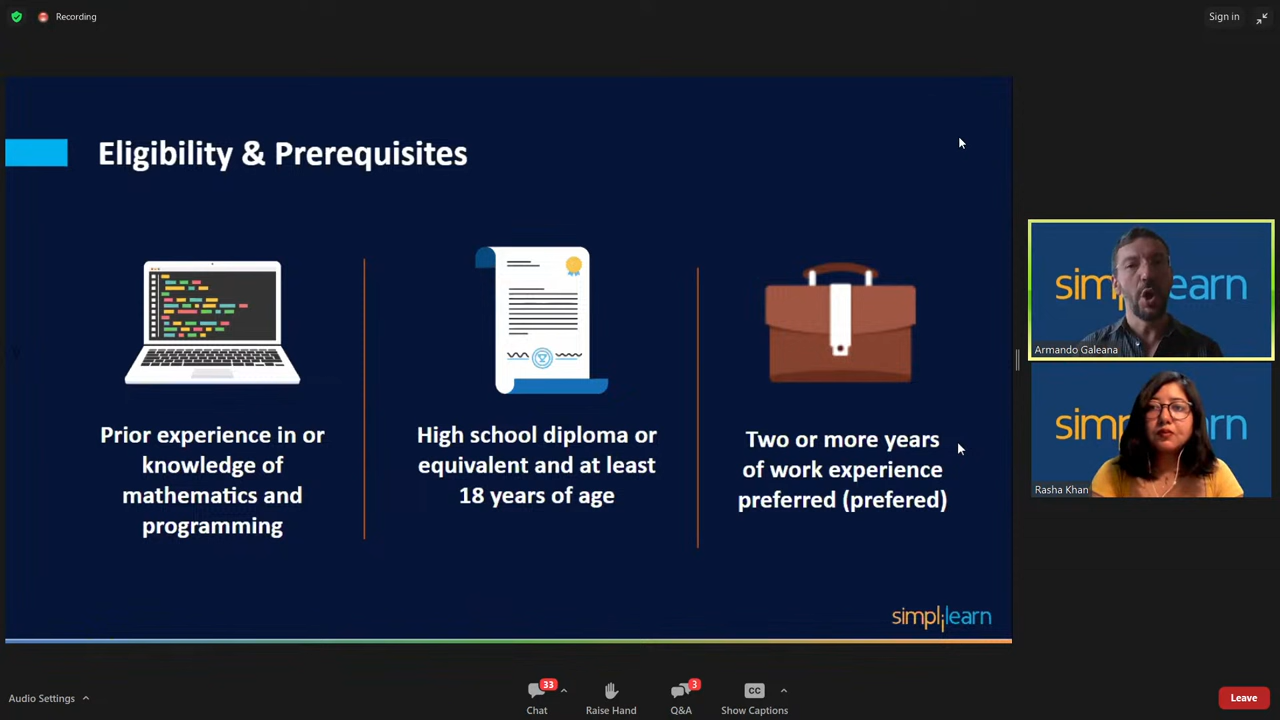 Recording
Sign in
Eligibility & Prerequisites
Prior experience in or
knowledge of
mathematics and
programming
High school diploma or
equivalent and at least
18 years of age
Two or more years
of work experience
preferred (prefered)
simplilearn
simplilearn
Armando Galeana
simplilearn
Rasha Khan
Audio Settings
33
Chat
Raise Hand
3
Q&A
CC
Show Captions
Leave